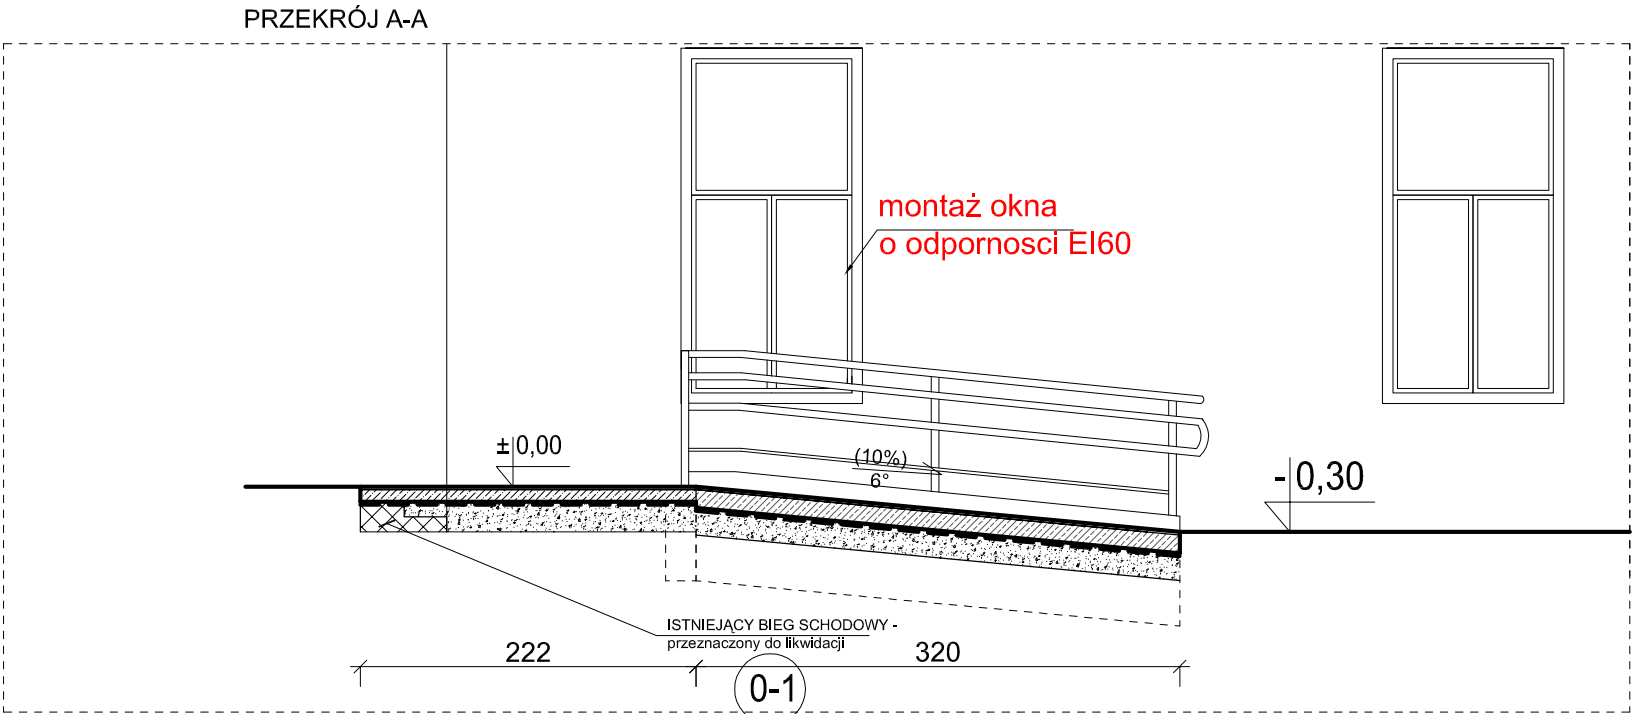 PRZEKRÓJ A-A
montaż okna
o odpornosci EI60
±0,00
(10%)
6°
-0,30
ISTNIEJĄCY BIEG SCHODOWY -
przeznaczony do likwidacji
222
320
0-1